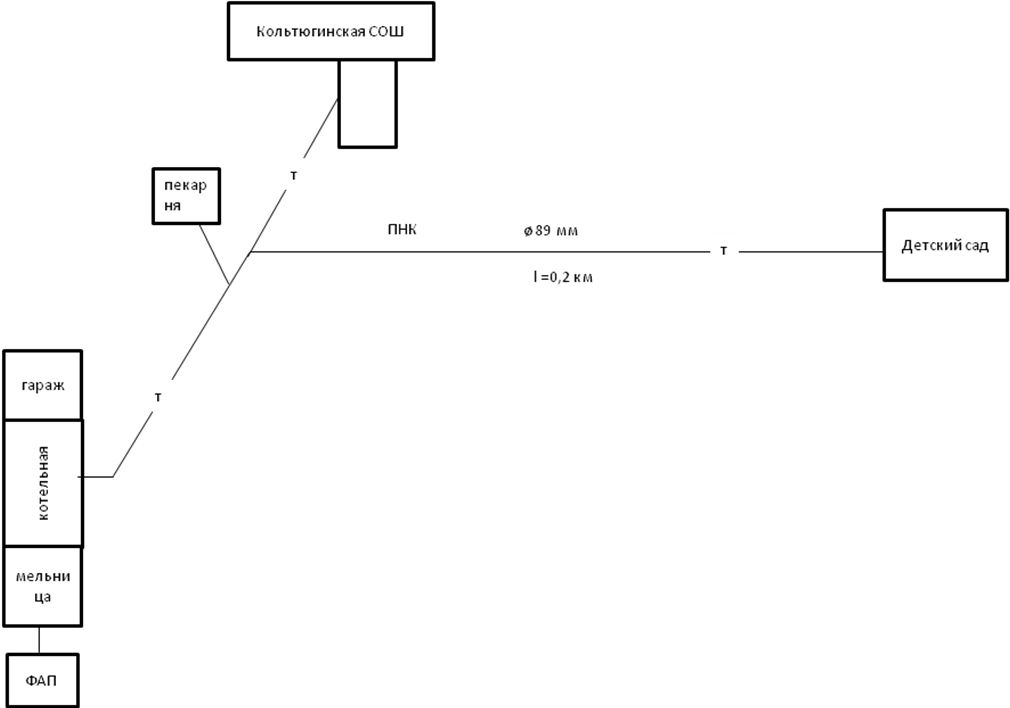 Кольтюгинская СОШ
т
пекар
ня
ПНК
ø 89 мм
Детский сад
т
l =0,2 км
гараж
т
котельная
мельни
ца
ФАП